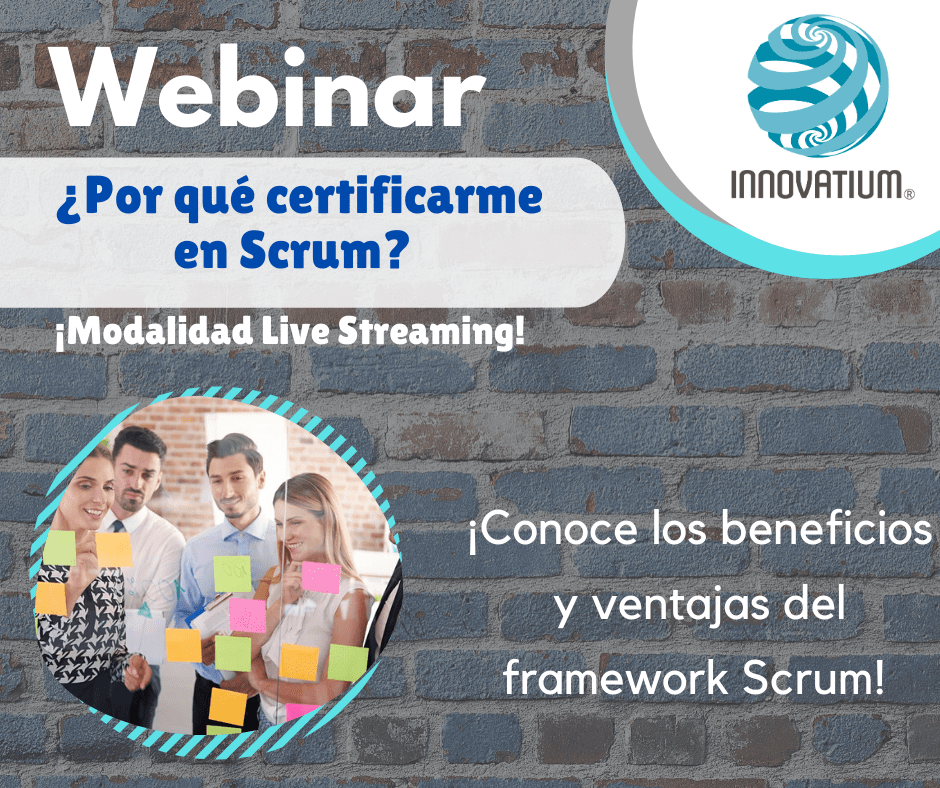 Webinar
INNOVATIUM®
¿Por qué certificarme
en Scrum?
¡Modalidad Live Streaming!
¡Conoce los beneficios
y ventajas del
framework Scrum!